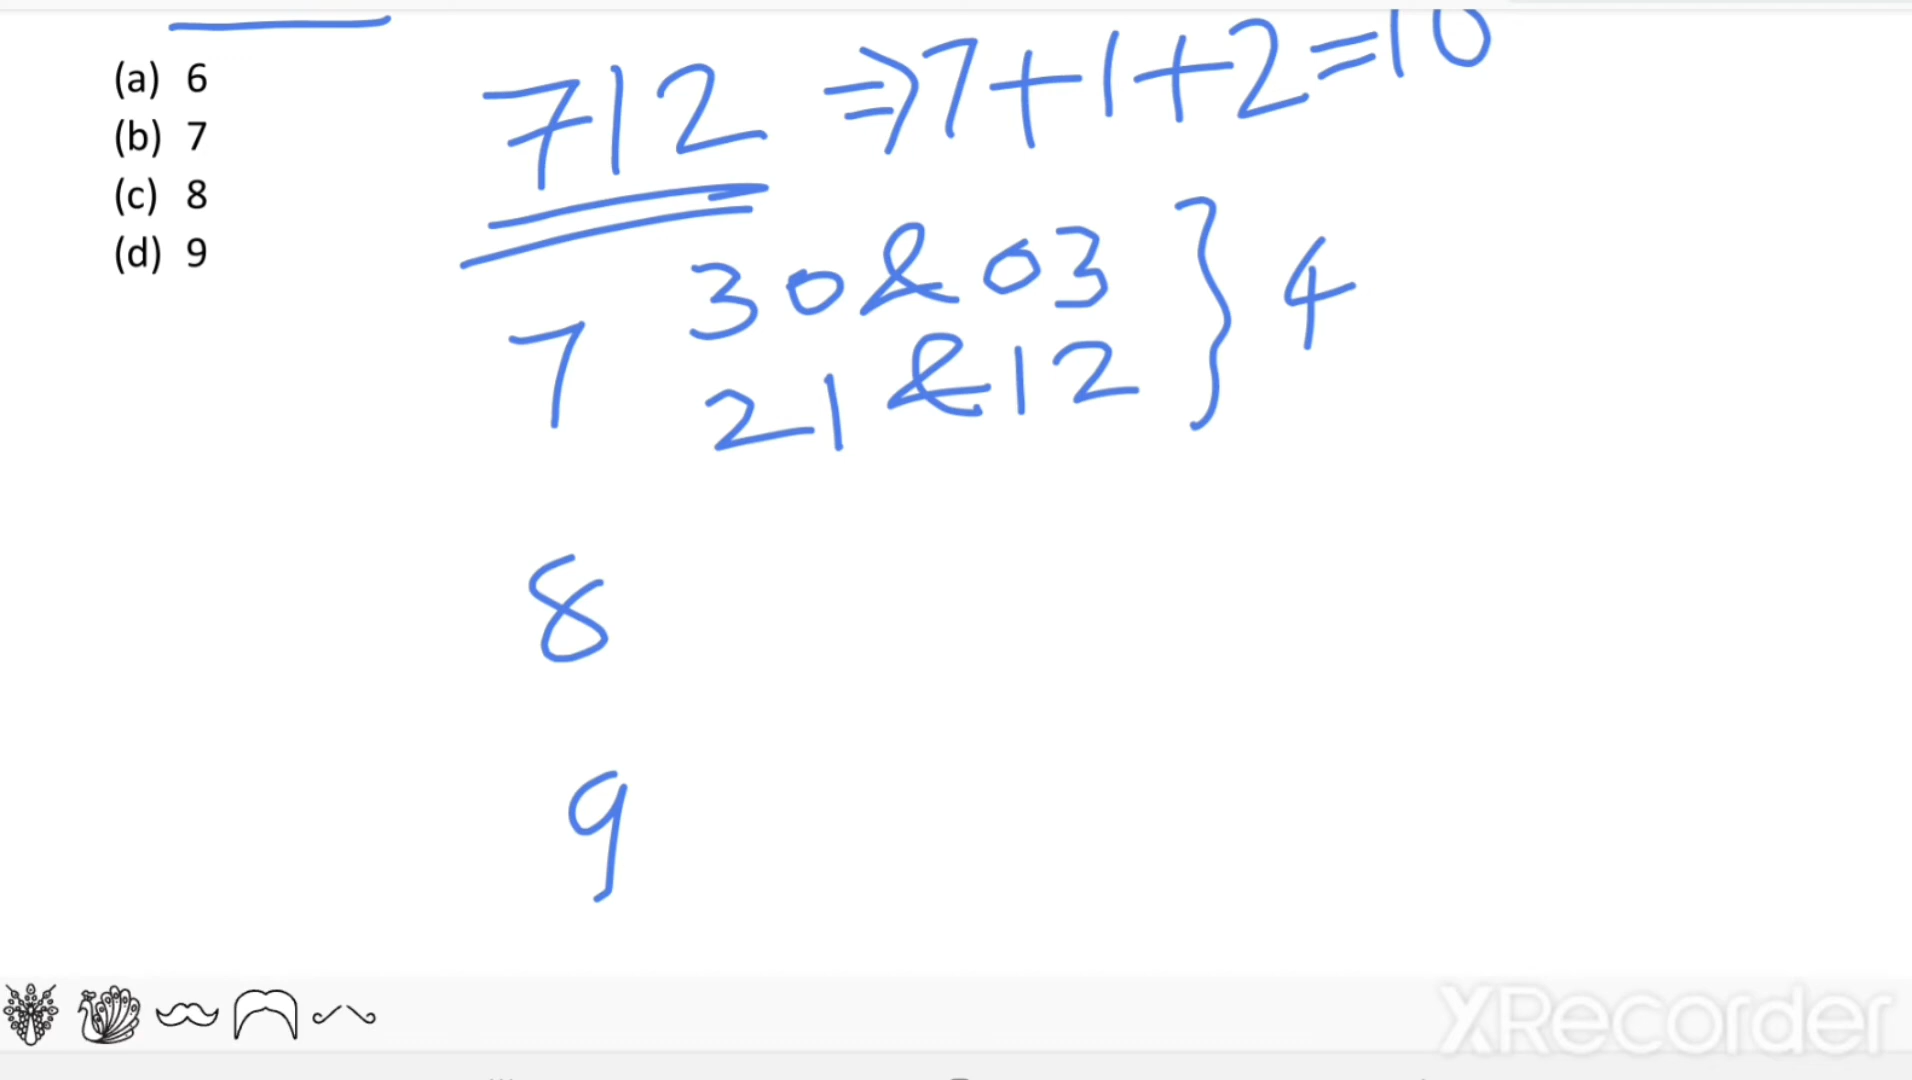 (a) 6
(b) 7
(c) 8
(d) 9
712 ⇒7+1+2=10
7 30&03 } 4
21&12
8
9
XRecorder